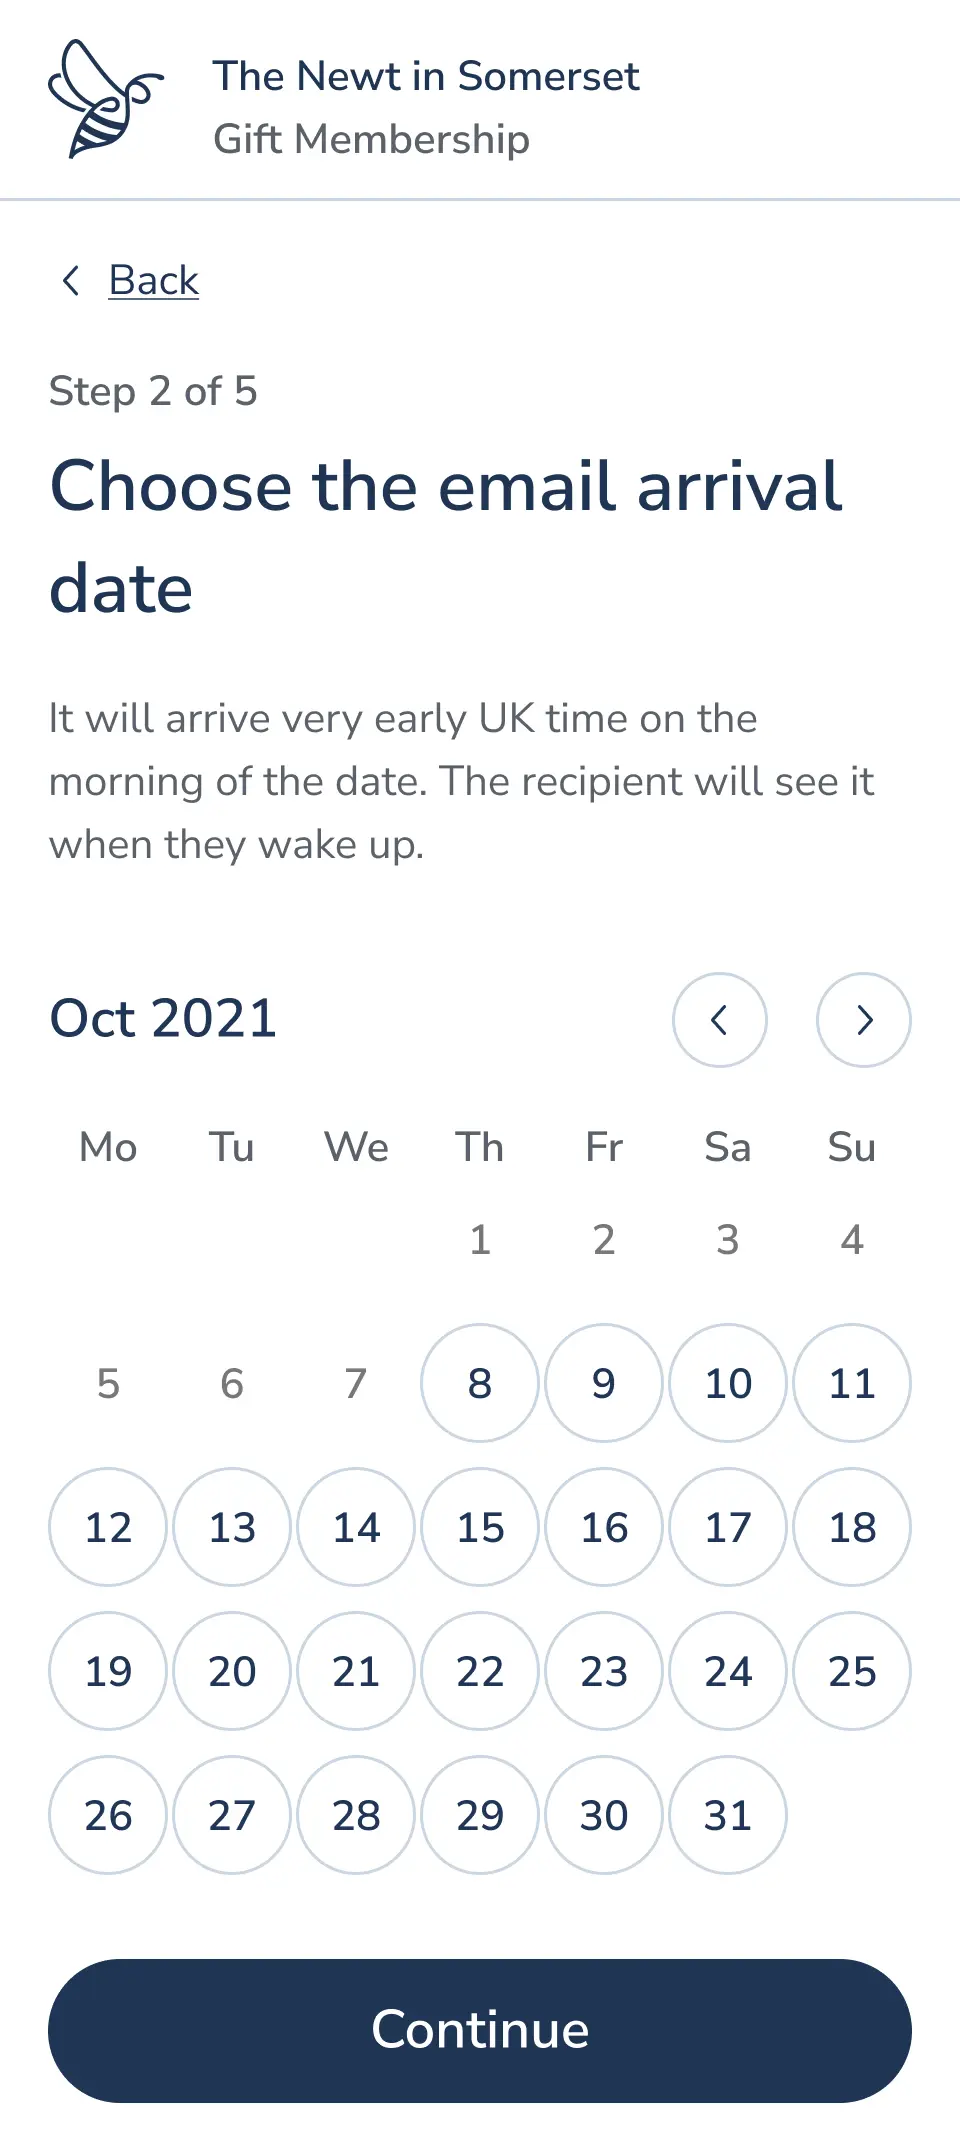 The Newt in Somerset
Gift Membership
Back
Step 2 of 5
Choose the email arrival
date
It will arrive very early UK time on the
morning of the date. The recipient will see it
when they wake up.
Oct 2021
Mo Tu We Th Fr Sa Su
1 2 3 4
5 6 7 8 9 10 11
12 13 14 15 16 17 18
19 20 21 22 23 24 25
26 27 28 29 30 31
Continue